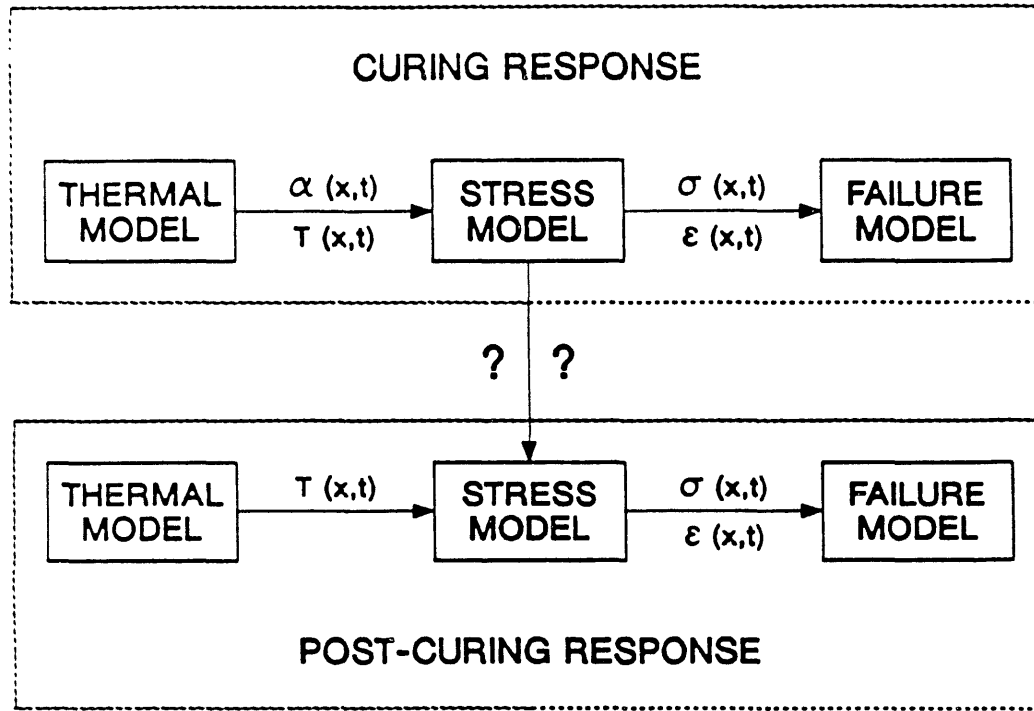 CURING RESPONSE
THERMAL
MODEL
α (x,t)
T (x,t)
STRESS
MODEL
σ (x,t)
ε (x,t)
FAILURE
MODEL
? ?
THERMAL
MODEL
T (x,t)
STRESS
MODEL
σ (x,t)
ε (x,t)
FAILURE
MODEL
POST-CURING RESPONSE